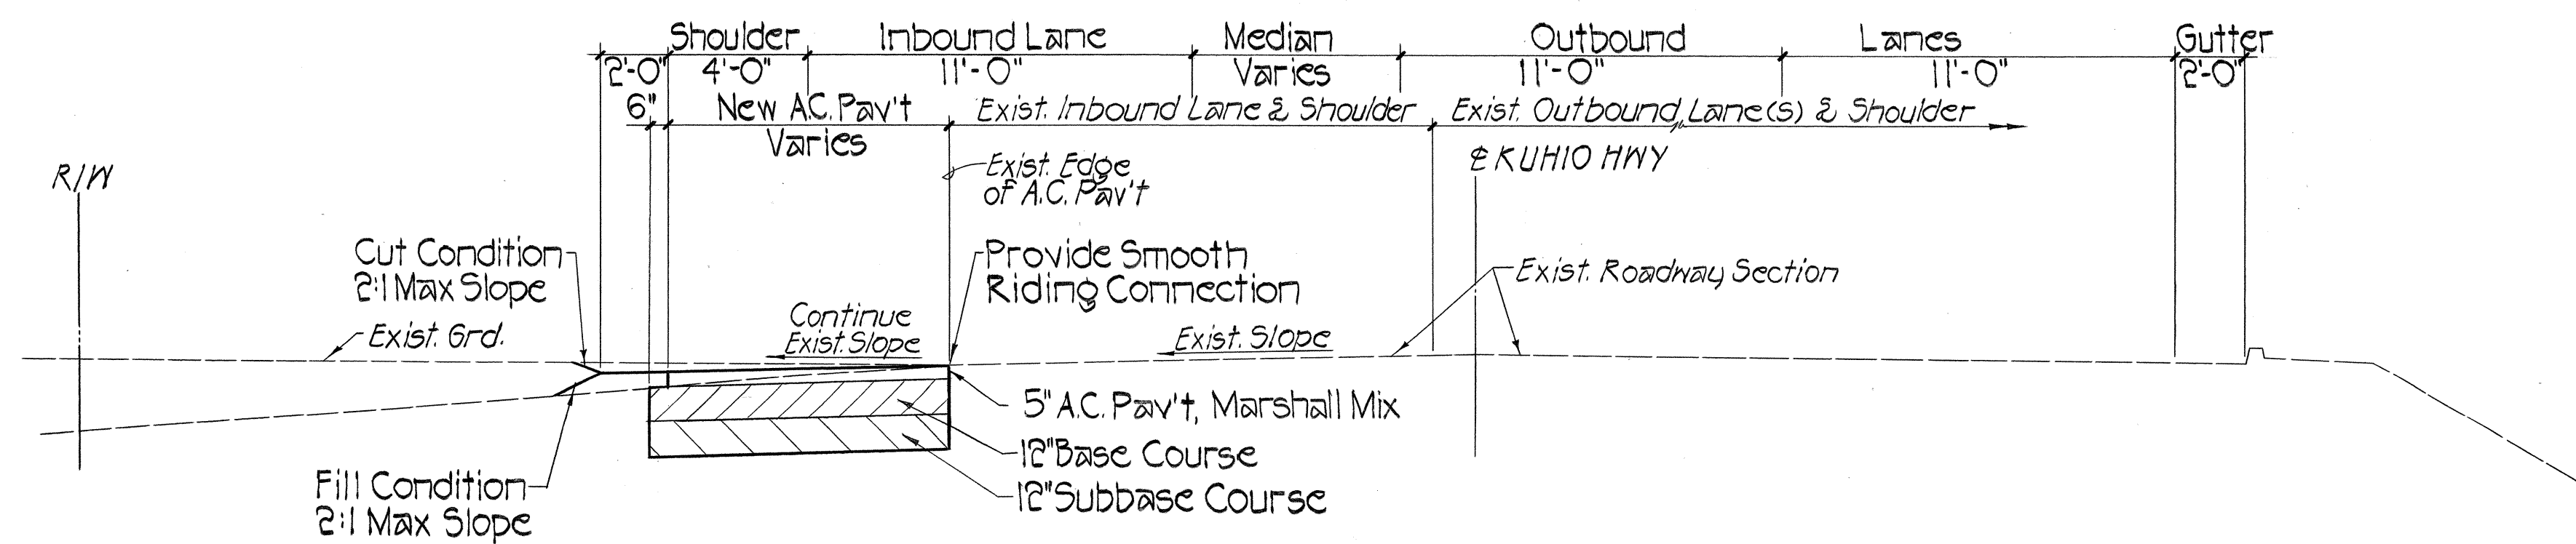 Shoulder Inbound Lane Median Outbound Lanes Gutter
2'-0" 4'-0" 11'-0" Varies 11'-0" 11'-0" 2'-0"
6" New A.C. Pav't Exist. Inbound Lane & Shoulder Exist. Outbound Lane(s) & Shoulder
Varies
℄ KUHIO HWY
R/W
Exist. Edge
of A.C. Pav't
Cut Condition
2:1 Max Slope
Provide Smooth
Riding Connection
Exist. Roadway Section
Exist. Grd.
Continue
Exist. Slope
Exist. Slope
5" A.C. Pav't, Marshall Mix
12" Base Course
12" Subbase Course
Fill Condition
2:1 Max Slope